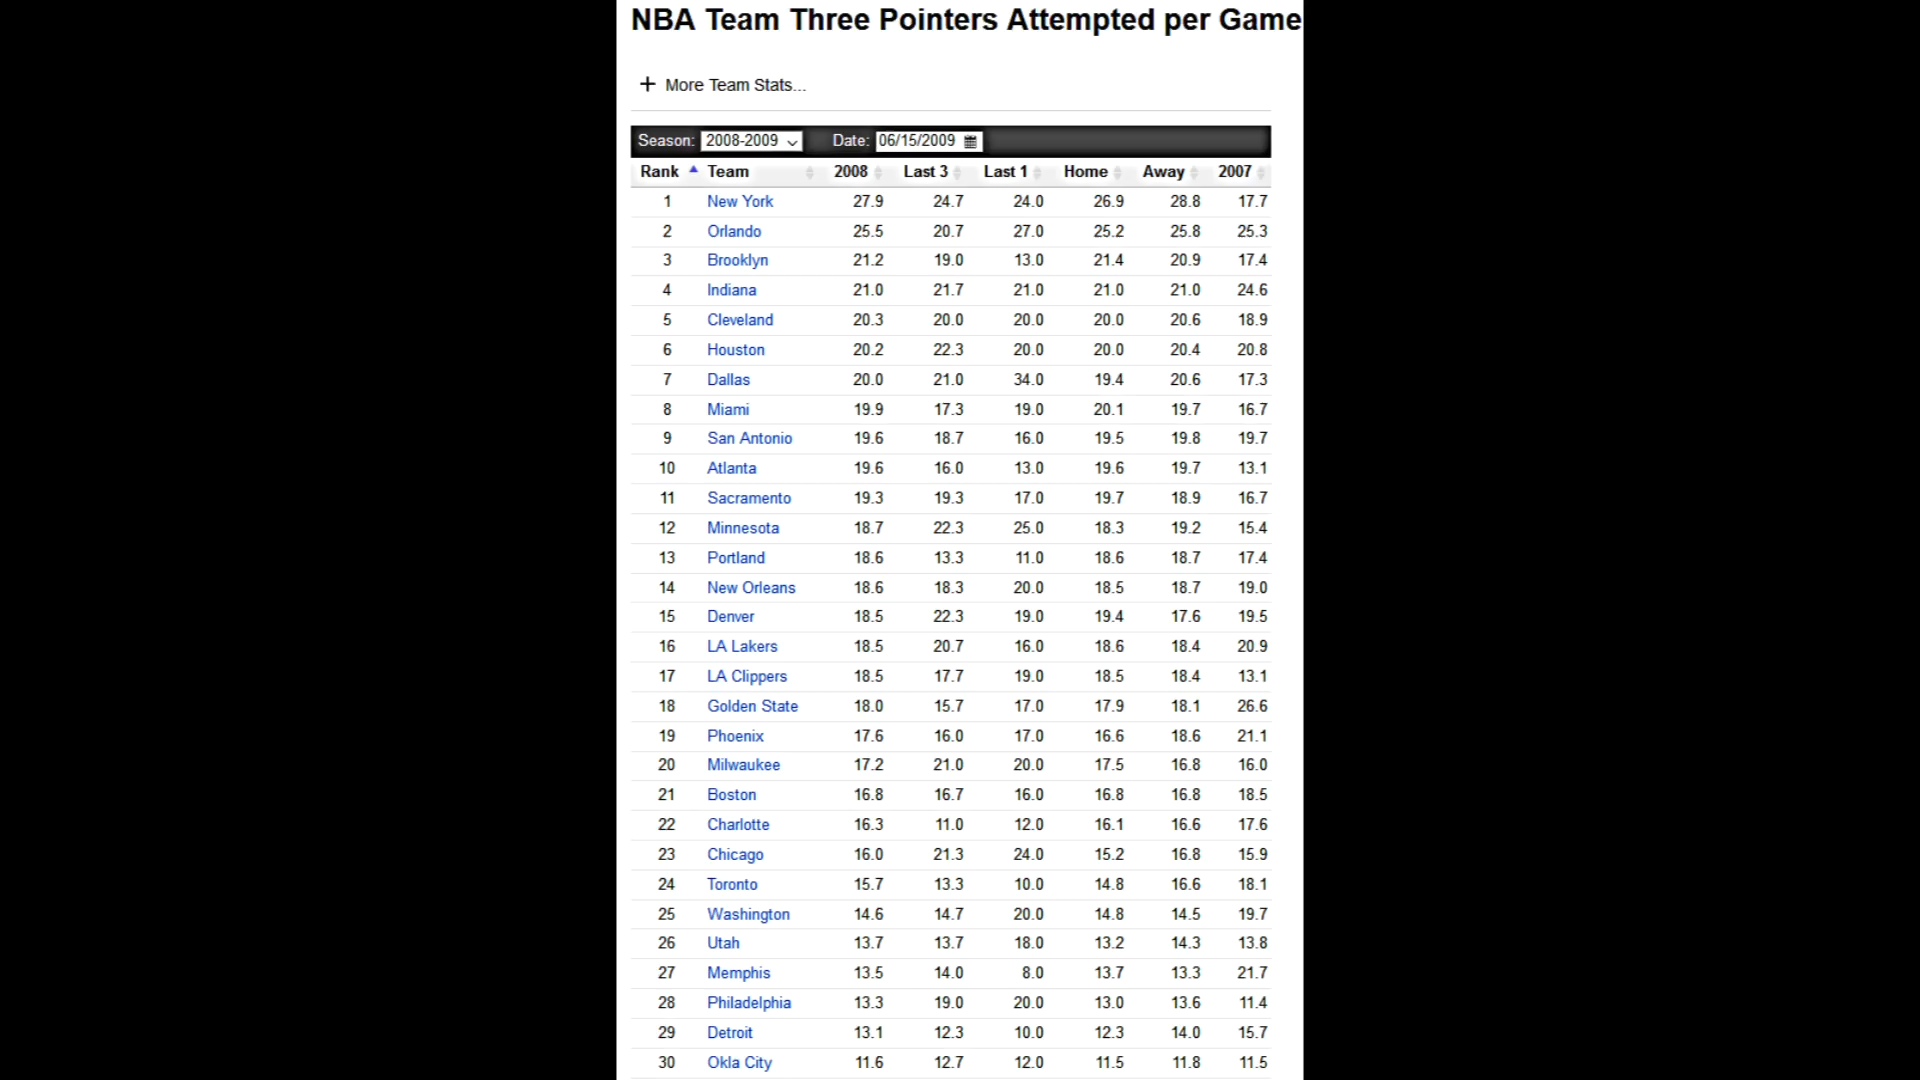 NBA Team Three Pointers Attempted per Game
+ More Team Stats...
Season: 2008-2009 Date: 06/15/2009
Rank Team 2008 Last 3 Last 1 Home Away 2007
1 New York 27.9 24.7 24.0 26.9 28.8 17.7
2 Orlando 25.5 20.7 27.0 25.2 25.8 25.3
3 Brooklyn 21.2 19.0 13.0 21.4 20.9 17.4
4 Indiana 21.0 21.7 21.0 21.0 21.0 24.6
5 Cleveland 20.3 20.0 20.0 20.0 20.6 18.9
6 Houston 20.2 22.3 20.0 20.0 20.4 20.8
7 Dallas 20.0 21.0 34.0 19.4 20.6 17.3
8 Miami 19.9 17.3 19.0 20.1 19.7 16.7
9 San Antonio 19.6 18.7 16.0 19.5 19.8 19.7
10 Atlanta 19.6 16.0 13.0 19.6 19.7 13.1
11 Sacramento 19.3 19.3 17.0 19.7 18.9 16.7
12 Minnesota 18.7 22.3 25.0 18.3 19.2 15.4
13 Portland 18.6 13.3 11.0 18.6 18.7 17.4
14 New Orleans 18.6 18.3 20.0 18.5 18.7 19.0
15 Denver 18.5 22.3 19.0 19.4 17.6 19.5
16 LA Lakers 18.5 20.7 16.0 18.6 18.4 20.9
17 LA Clippers 18.5 17.7 19.0 18.5 18.4 13.1
18 Golden State 18.0 15.7 17.0 17.9 18.1 26.6
19 Phoenix 17.6 16.0 17.0 16.6 18.6 21.1
20 Milwaukee 17.2 21.0 20.0 17.5 16.8 16.0
21 Boston 16.8 16.7 16.0 16.8 16.8 18.5
22 Charlotte 16.3 11.0 12.0 16.1 16.6 17.6
23 Chicago 16.0 21.3 24.0 15.2 16.8 15.9
24 Toronto 15.7 13.3 10.0 14.8 16.6 18.1
25 Washington 14.6 14.7 20.0 14.8 14.5 19.7
26 Utah 13.7 13.7 18.0 13.2 14.3 13.8
27 Memphis 13.5 14.0 8.0 13.7 13.3 21.7
28 Philadelphia 13.3 19.0 20.0 13.0 13.6 11.4
29 Detroit 13.1 12.3 10.0 12.3 14.0 15.7
30 Okla City 11.6 12.7 12.0 11.5 11.8 11.5